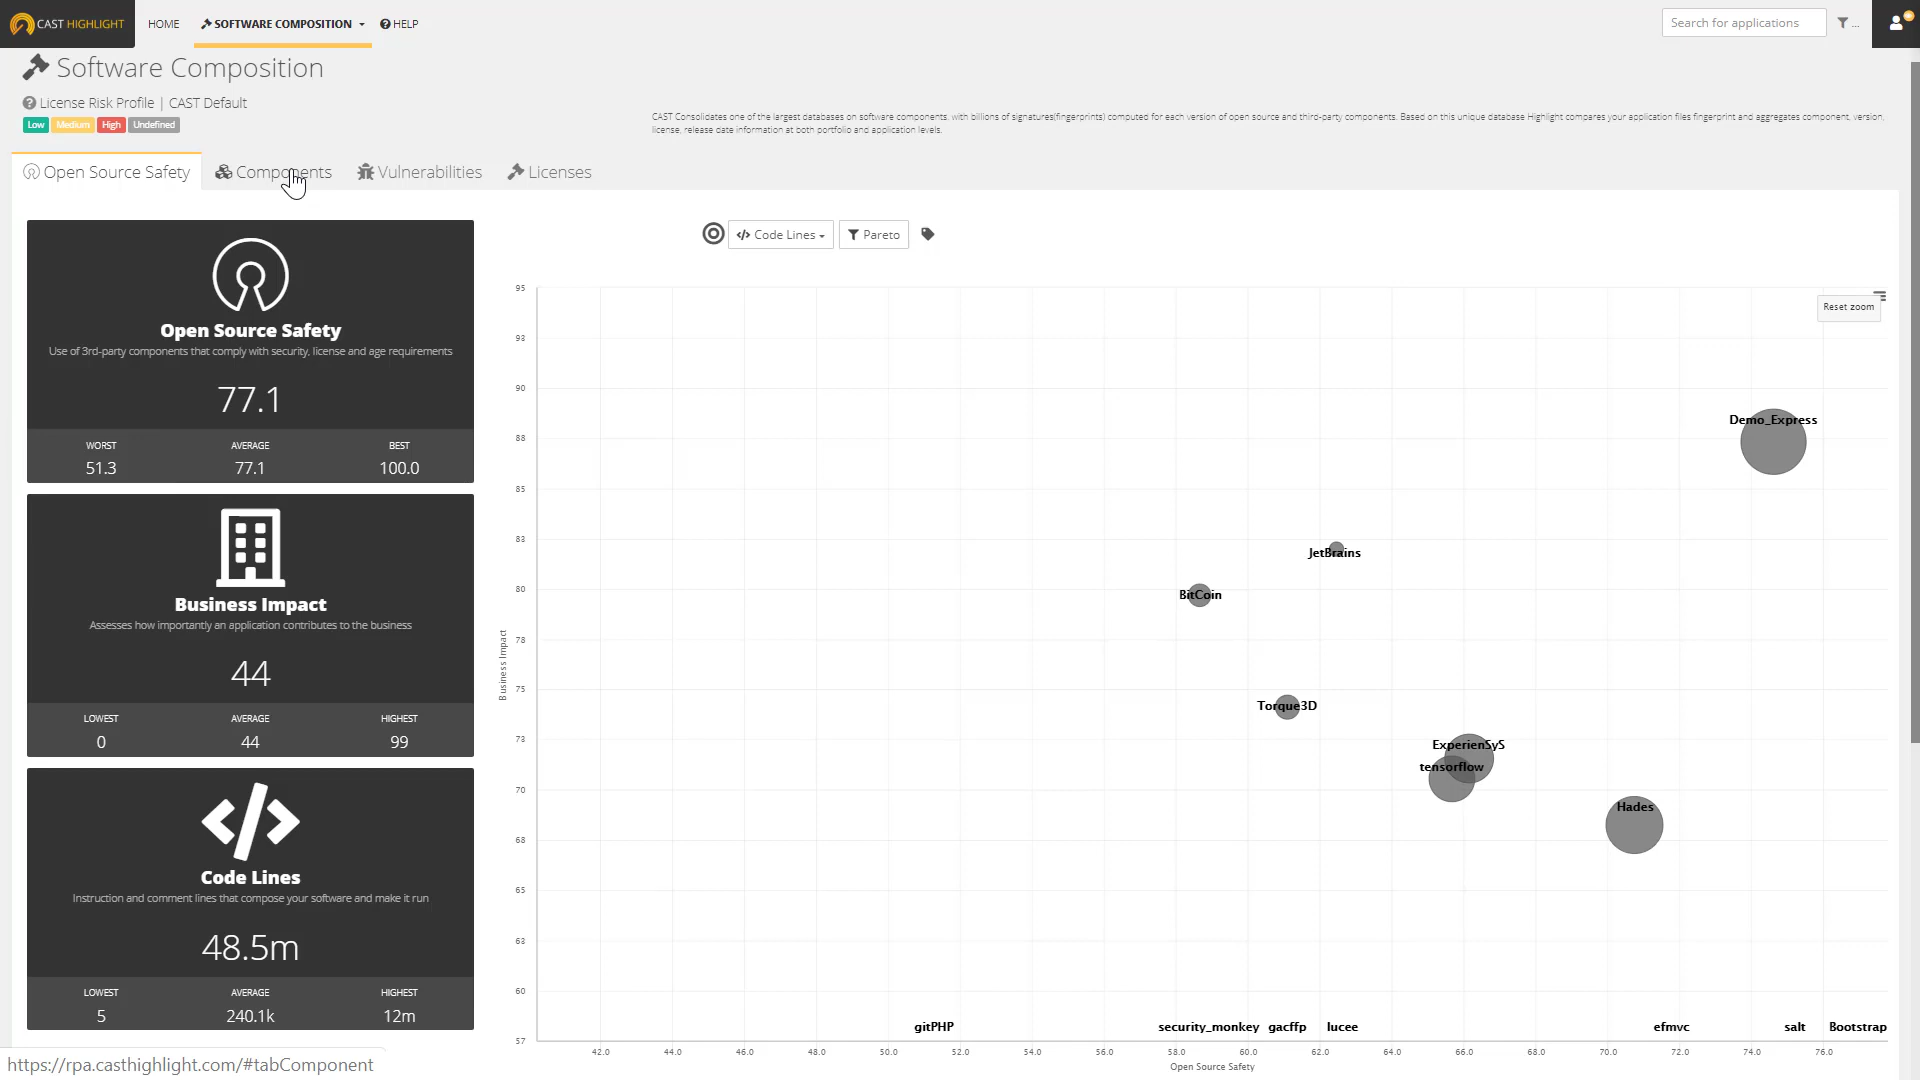 CAST HIGHLIGHT
HOME
SOFTWARE COMPOSITION
HELP
Search for applications
...
Software Composition
License Risk Profile | CAST Default
Low
Medium
High
Undefined
CAST Consolidates one of the largest databases on software components, with billions of signatures(fingerprints) computed for each version of open source and third-party components. Based on this unique database Highlight compares your application files fingerprint and aggregates component, version,
license, release date information at both portfolio and application levels.
Open Source Safety
Components
Vulnerabilities
Licenses
Open Source Safety
Use of 3rd-party components that comply with security, license and age requirements
77.1
WORST AVERAGE BEST
51.3 77.1 100.0
Business Impact
Assesses how importantly an application contributes to the business
44
LOWEST AVERAGE HIGHEST
0 44 99
Code Lines
Instruction and comment lines that compose your software and make it run
48.5m
LOWEST AVERAGE HIGHEST
5 240.1k 12m
Code Lines
Pareto
Reset zoom
95
93
90
88
85
83
80
78
75
73
70
68
65
63
60
57
Business Impact
Demo_Express
JetBrains
BitCoin
Torque3D
ExperienSyS
tensorflow
Hades
gitPHP security_monkey gacffp lucee efmvc salt Bootstrap
42.0 44.0 46.0 48.0 50.0 52.0 54.0 56.0 58.0 60.0 62.0 64.0 66.0 68.0 70.0 72.0 74.0 76.0
Open Source Safety
https://rpa.casthighlight.com/#tabComponent